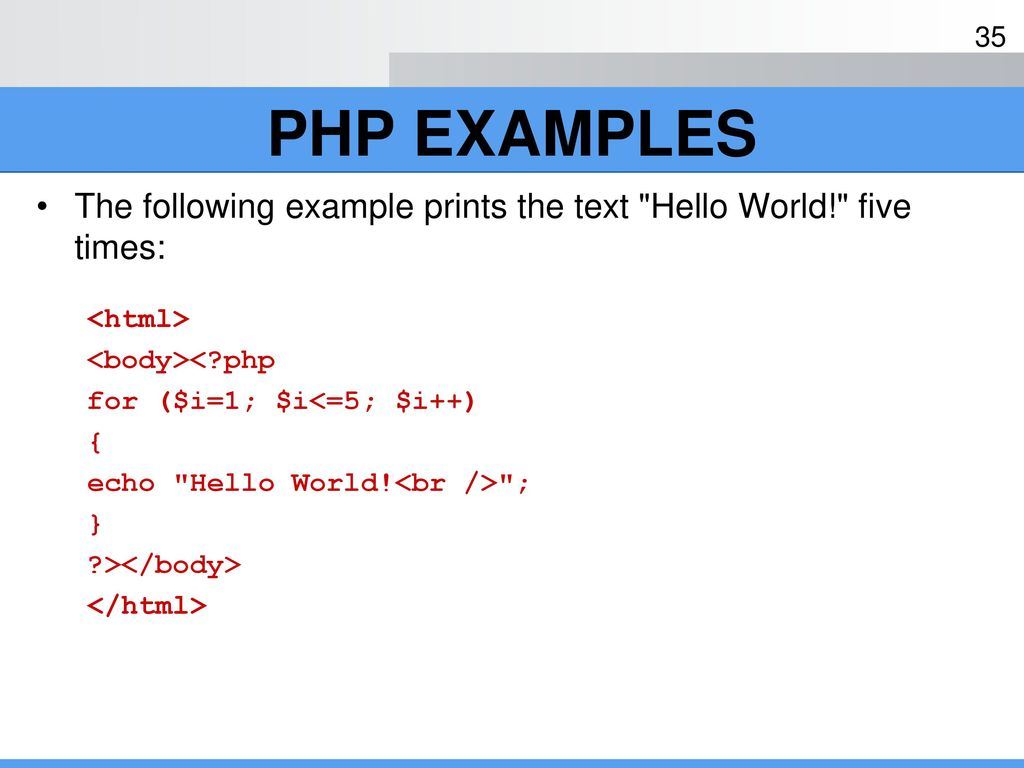 35
PHP EXAMPLES
• The following example prints the text "Hello World!" five
times:
<html>
<body><?php
for ($i=1; $i<=5; $i++)
{
echo "Hello World!<br />";
}
?></body>
</html>